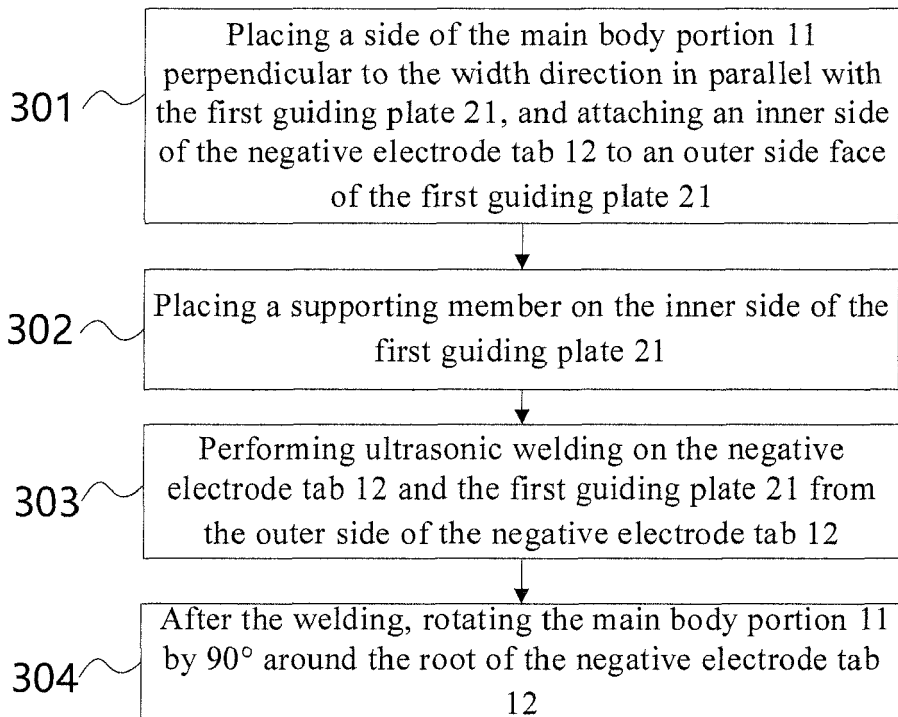 301
Placing a side of the main body portion 11
perpendicular to the width direction in parallel with
the first guiding plate 21, and attaching an inner side
of the negative electrode tab 12 to an outer side face
of the first guiding plate 21
302
Placing a supporting member on the inner side of the
first guiding plate 21
303
Performing ultrasonic welding on the negative
electrode tab 12 and the first guiding plate 21 from
the outer side of the negative electrode tab 12
304
After the welding, rotating the main body portion 11
by 90° around the root of the negative electrode tab
12